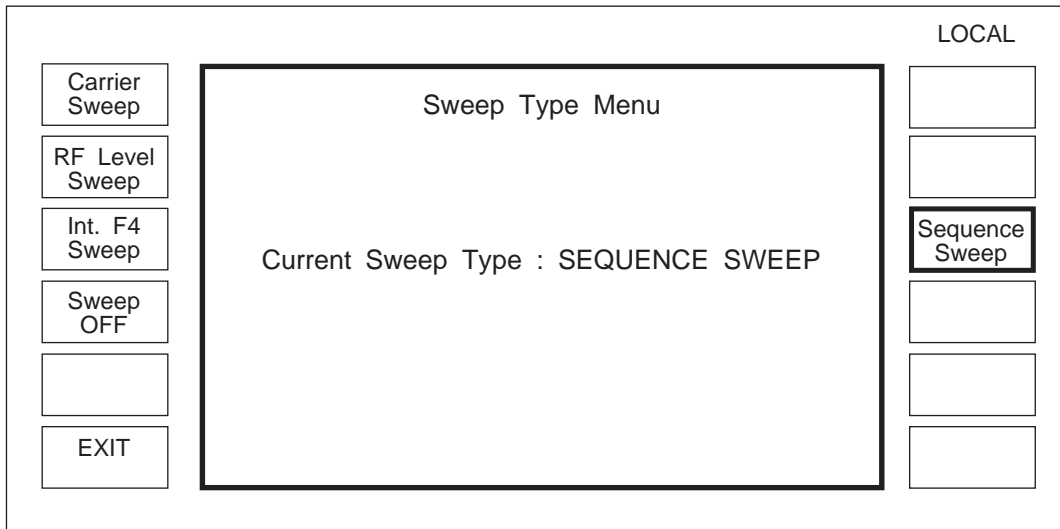 LOCAL
Carrier
Sweep
RF Level
Sweep
Int. F4
Sweep
Sweep
OFF
EXIT
Sweep Type Menu
Current Sweep Type : SEQUENCE SWEEP
Sequence
Sweep